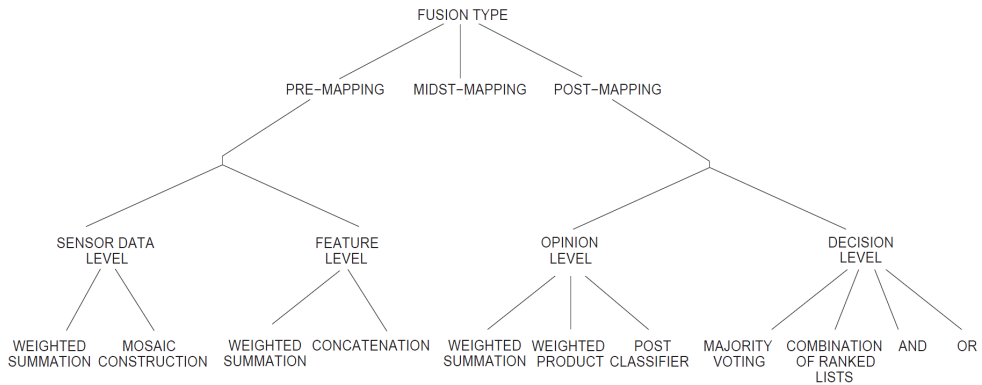 FUSION TYPE
PRE−MAPPING
MIDST−MAPPING
POST−MAPPING
SENSOR DATA
LEVEL
FEATURE
LEVEL
OPINION
LEVEL
DECISION
LEVEL
WEIGHTED
SUMMATION
MOSAIC
CONSTRUCTION
WEIGHTED
SUMMATION
CONCATENATION
WEIGHTED
SUMMATION
WEIGHTED
PRODUCT
POST
CLASSIFIER
MAJORITY
VOTING
COMBINATION
OF RANKED
LISTS
AND
OR